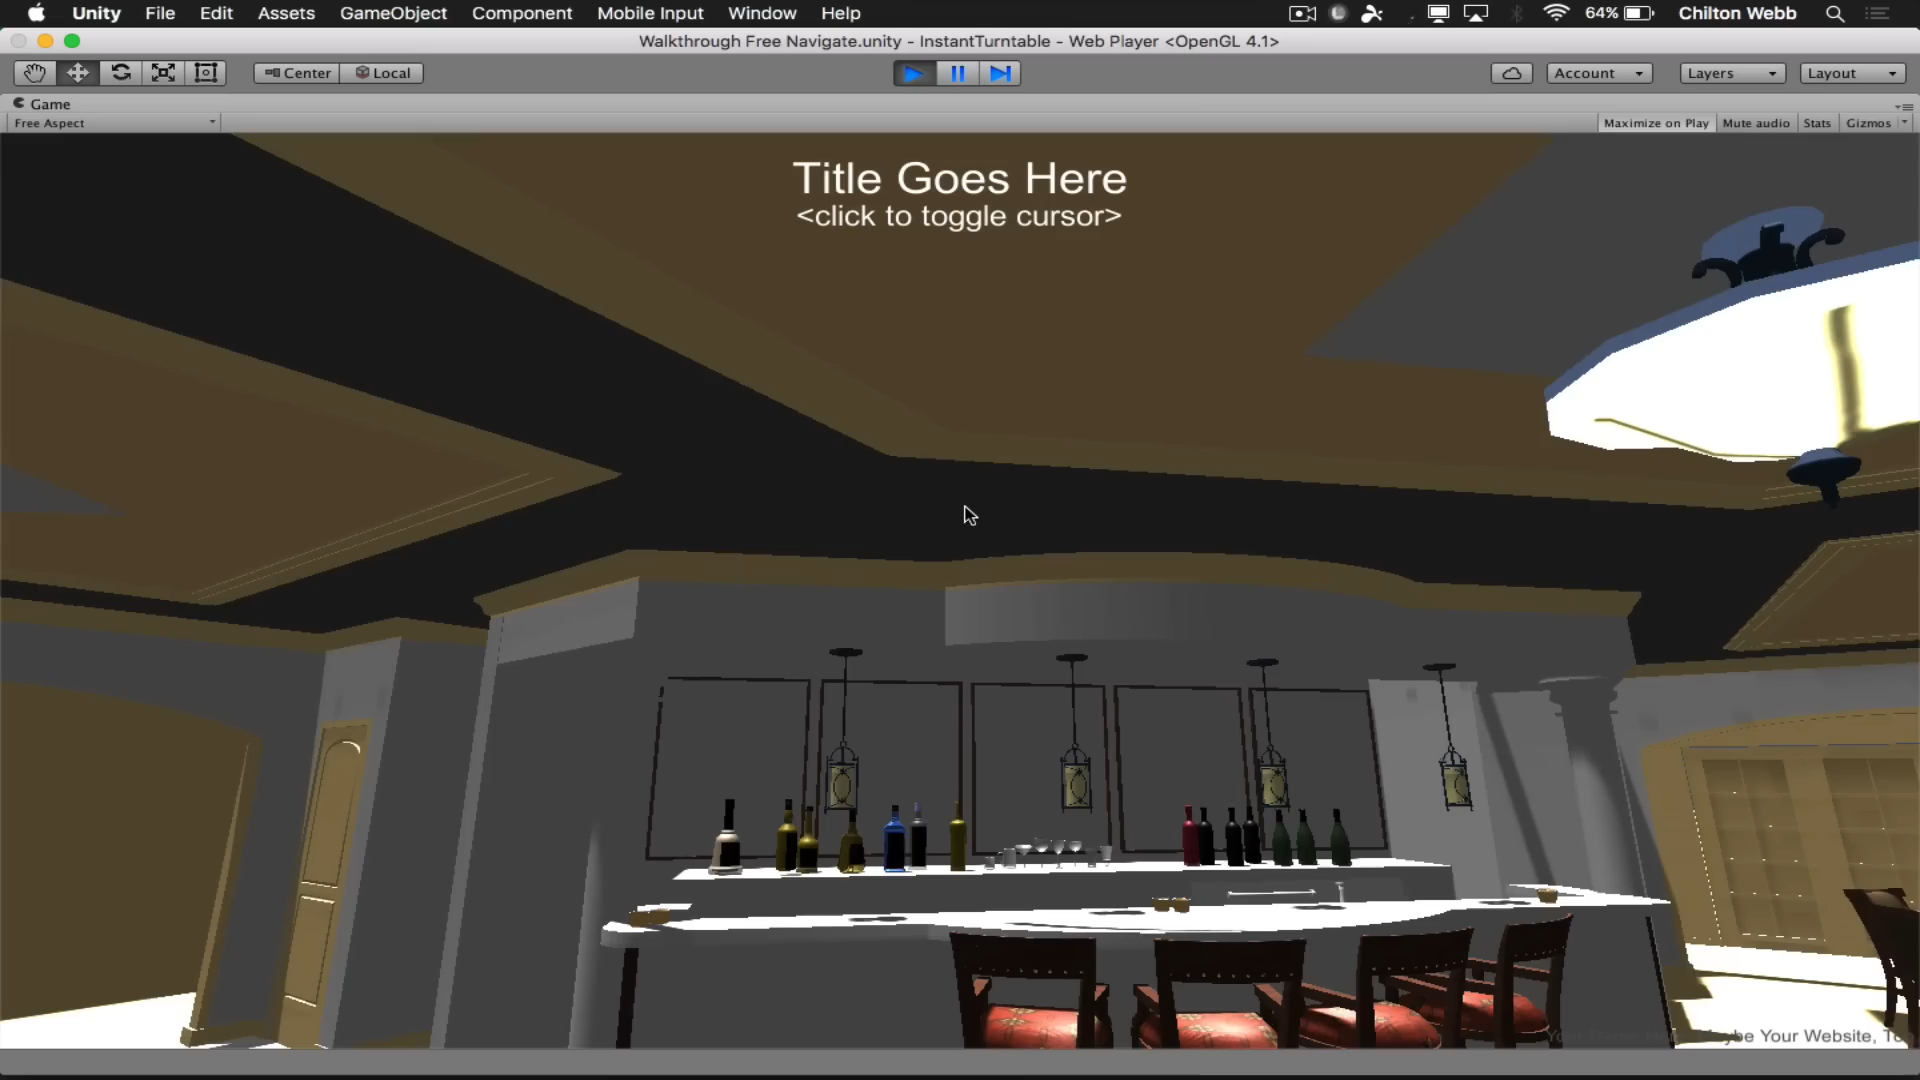 Unity File Edit Assets GameObject Component Mobile Input Window Help 64% Chilton Webb
Walkthrough Free Navigate.unity - InstantTurntable - Web Player <OpenGL 4.1>
Center Local Account Layers Layout
Game
Free Aspect Maximize on Play Mute audio Stats Gizmos
Title Goes Here
<click to toggle cursor>
Your Website,